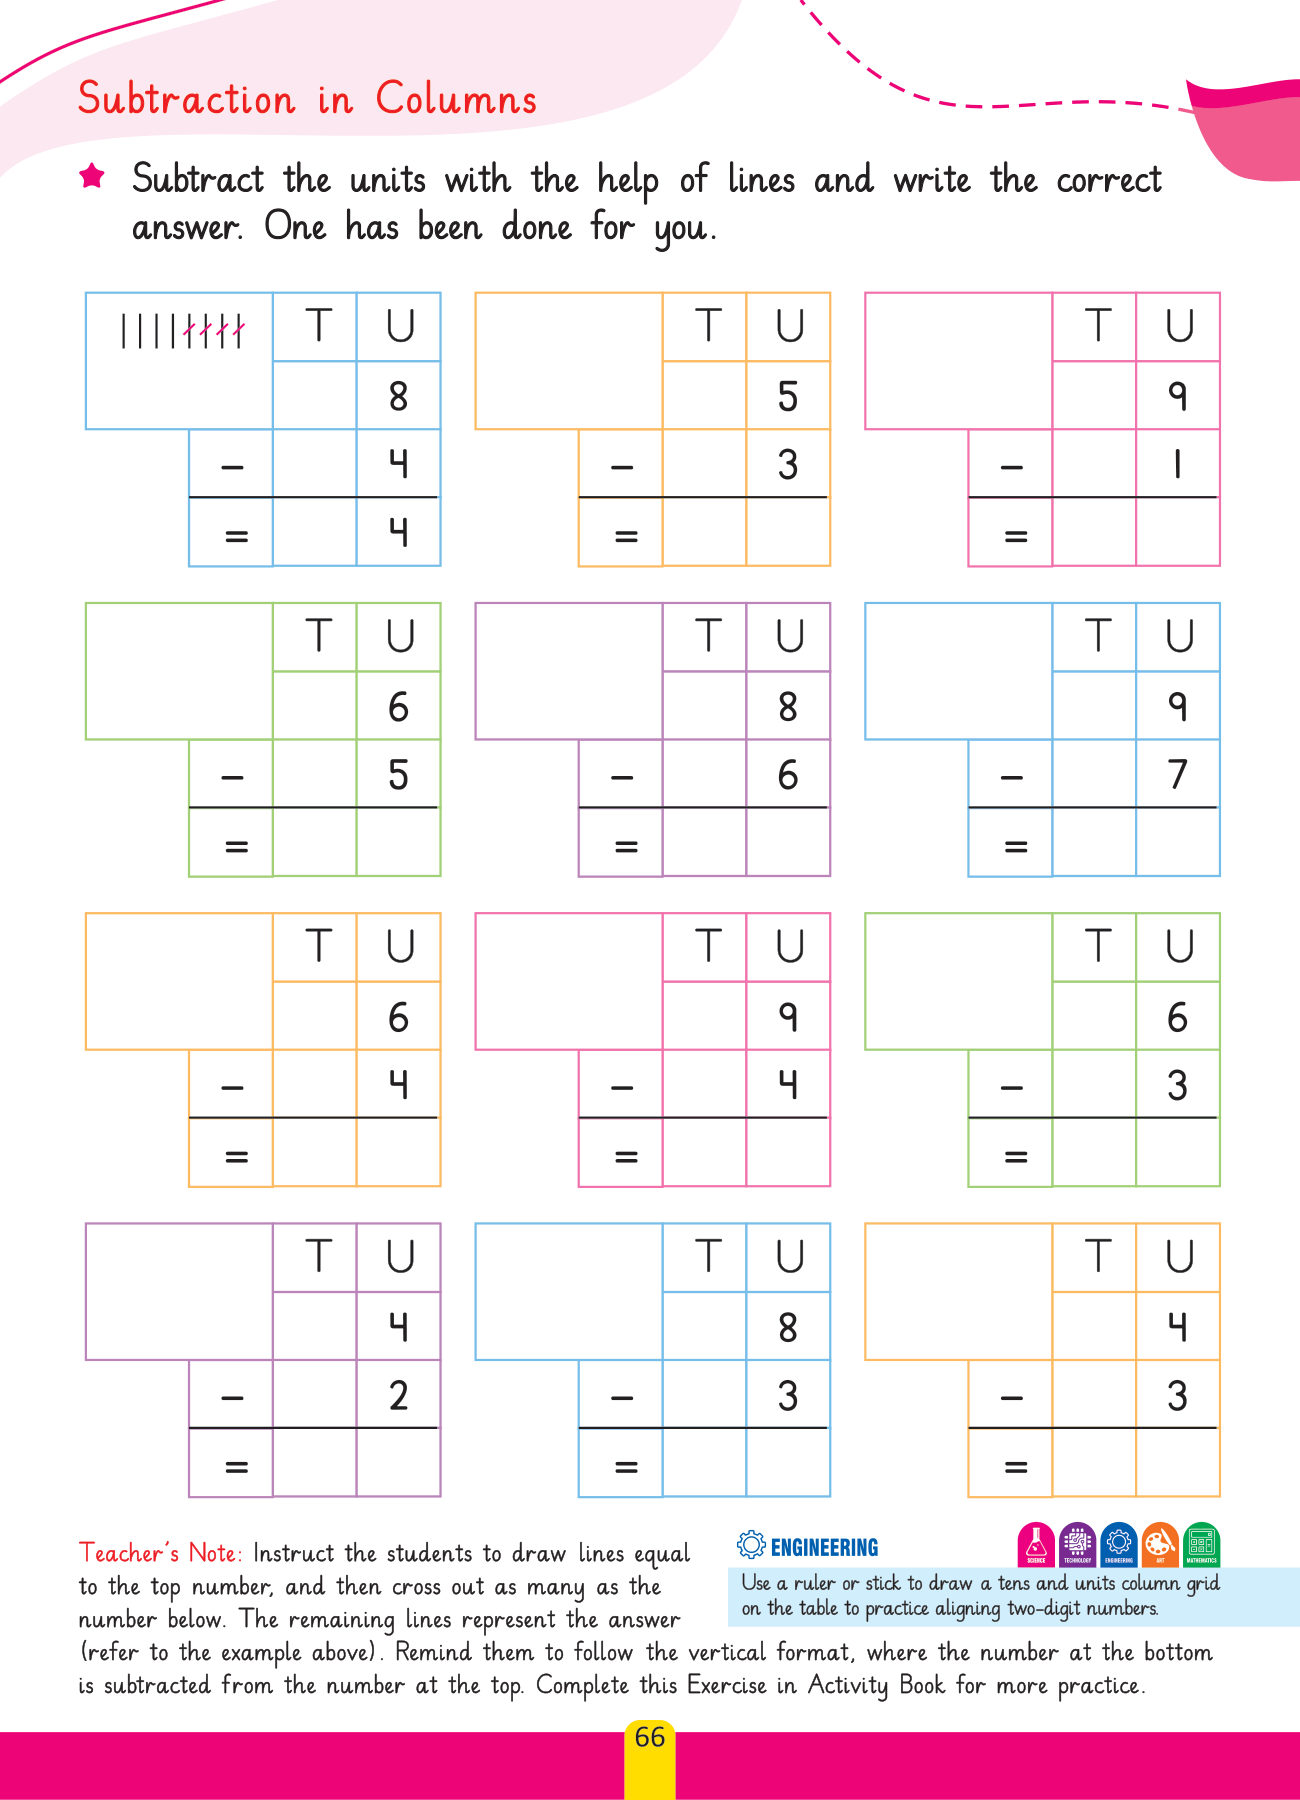 Subtraction in Columns
Subtract the units with the help of lines and write the correct
answer. One has been done for you.
T U T U T U
8 5 9
- 4 - 3 - 1
= 4 = =
T U T U T U
6 8 9
- 5 - 6 - 7
= = =
T U T U T U
6 9 6
- 4 - 4 - 3
= = =
T U T U T U
4 8 4
- 2 - 3 - 3
= = =
Teacher's Note: Instruct the students to draw lines equal
to the top number, and then cross out as many as the
number below. The remaining lines represent the answer
(refer to the example above). Remind them to follow the vertical format, where the number at the bottom
is subtracted from the number at the top. Complete this Exercise in Activity Book for more practice.
ENGINEERING
SCIENCE TECHNOLOGY ENGINEERING ART MATHEMATICS
Use a ruler or stick to draw a tens and units column grid
on the table to practice aligning two-digit numbers.
66